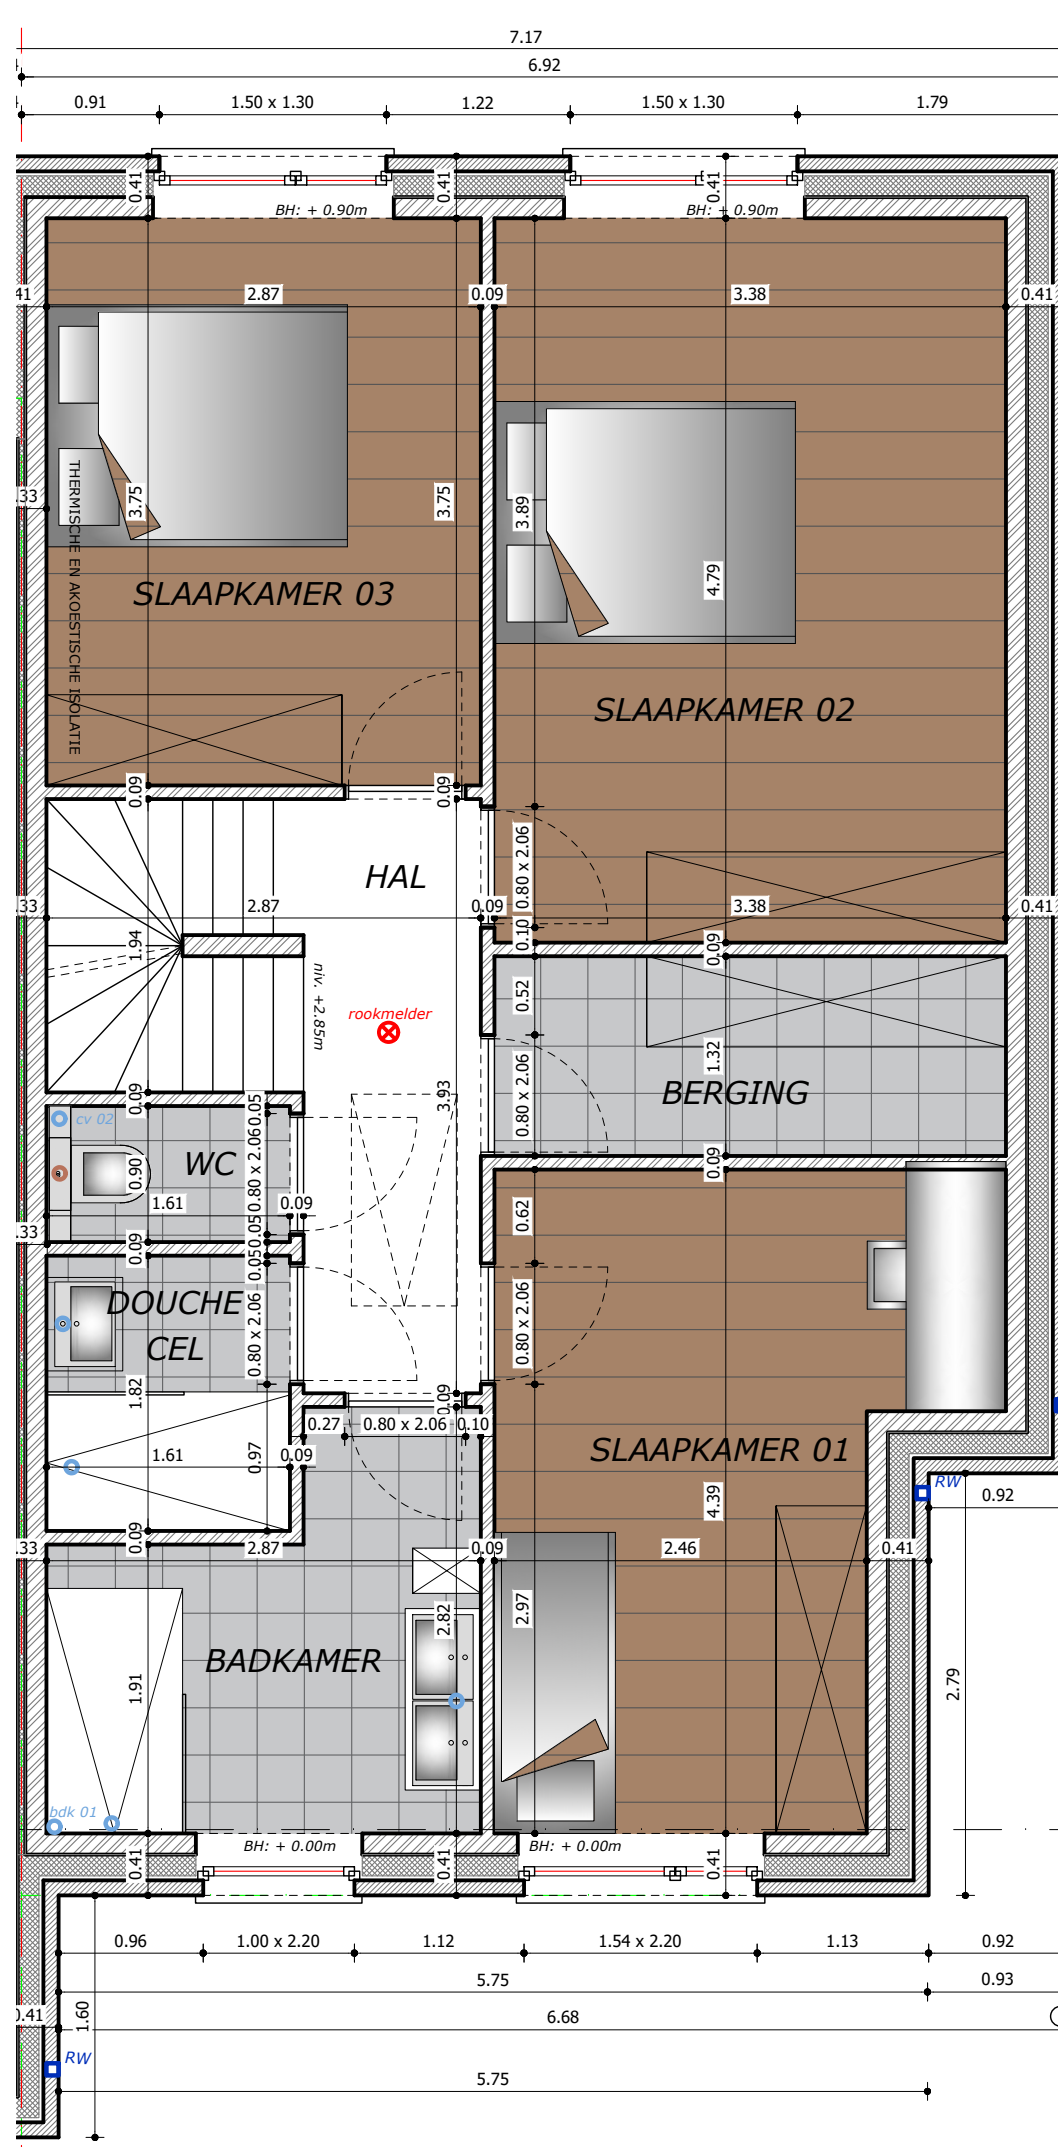 7.17
6.92
0.91
1.50 x 1.30
1.22
1.50 x 1.30
1.79
0.41
0.41
0.41
BH: + 0.90m
BH: + 0.90m
41
2.87
0.09
3.38
0.41
.33
3.75
3.75
3.89
4.79
THERMISCHE EN AKOESTISCHE ISOLATIE
SLAAPKAMER 03
SLAAPKAMER 02
0.09
0.09
0.80 x 2.06
HAL
.33
2.87
0.09
3.38
0.41
1.94
0.10
0.09
niv. +2.85m
0.52
rookmelder
1.32
BERGING
0.80 x 2.06
3.93
0.09
0.05
cv 02
WC
0.90
0.80 x 2.06
0.09
1.61
0.09
0.62
.33
0.05
0.09
0.05
DOUCHE
CEL
0.80 x 2.06
0.80 x 2.06
1.82
0.09
0.27
0.80 x 2.06
0.10
1.61
0.97
0.09
SLAAPKAMER 01
RW
0.92
4.39
.33
0.09
2.87
0.09
2.46
0.41
2.97
2.82
BADKAMER
1.91
2.79
bdk 01
BH: + 0.00m
BH: + 0.00m
0.41
0.41
0.41
0.96
1.00 x 2.20
1.12
1.54 x 2.20
1.13
0.92
5.75
0.93
0.41
1.60
6.68
RW
5.75